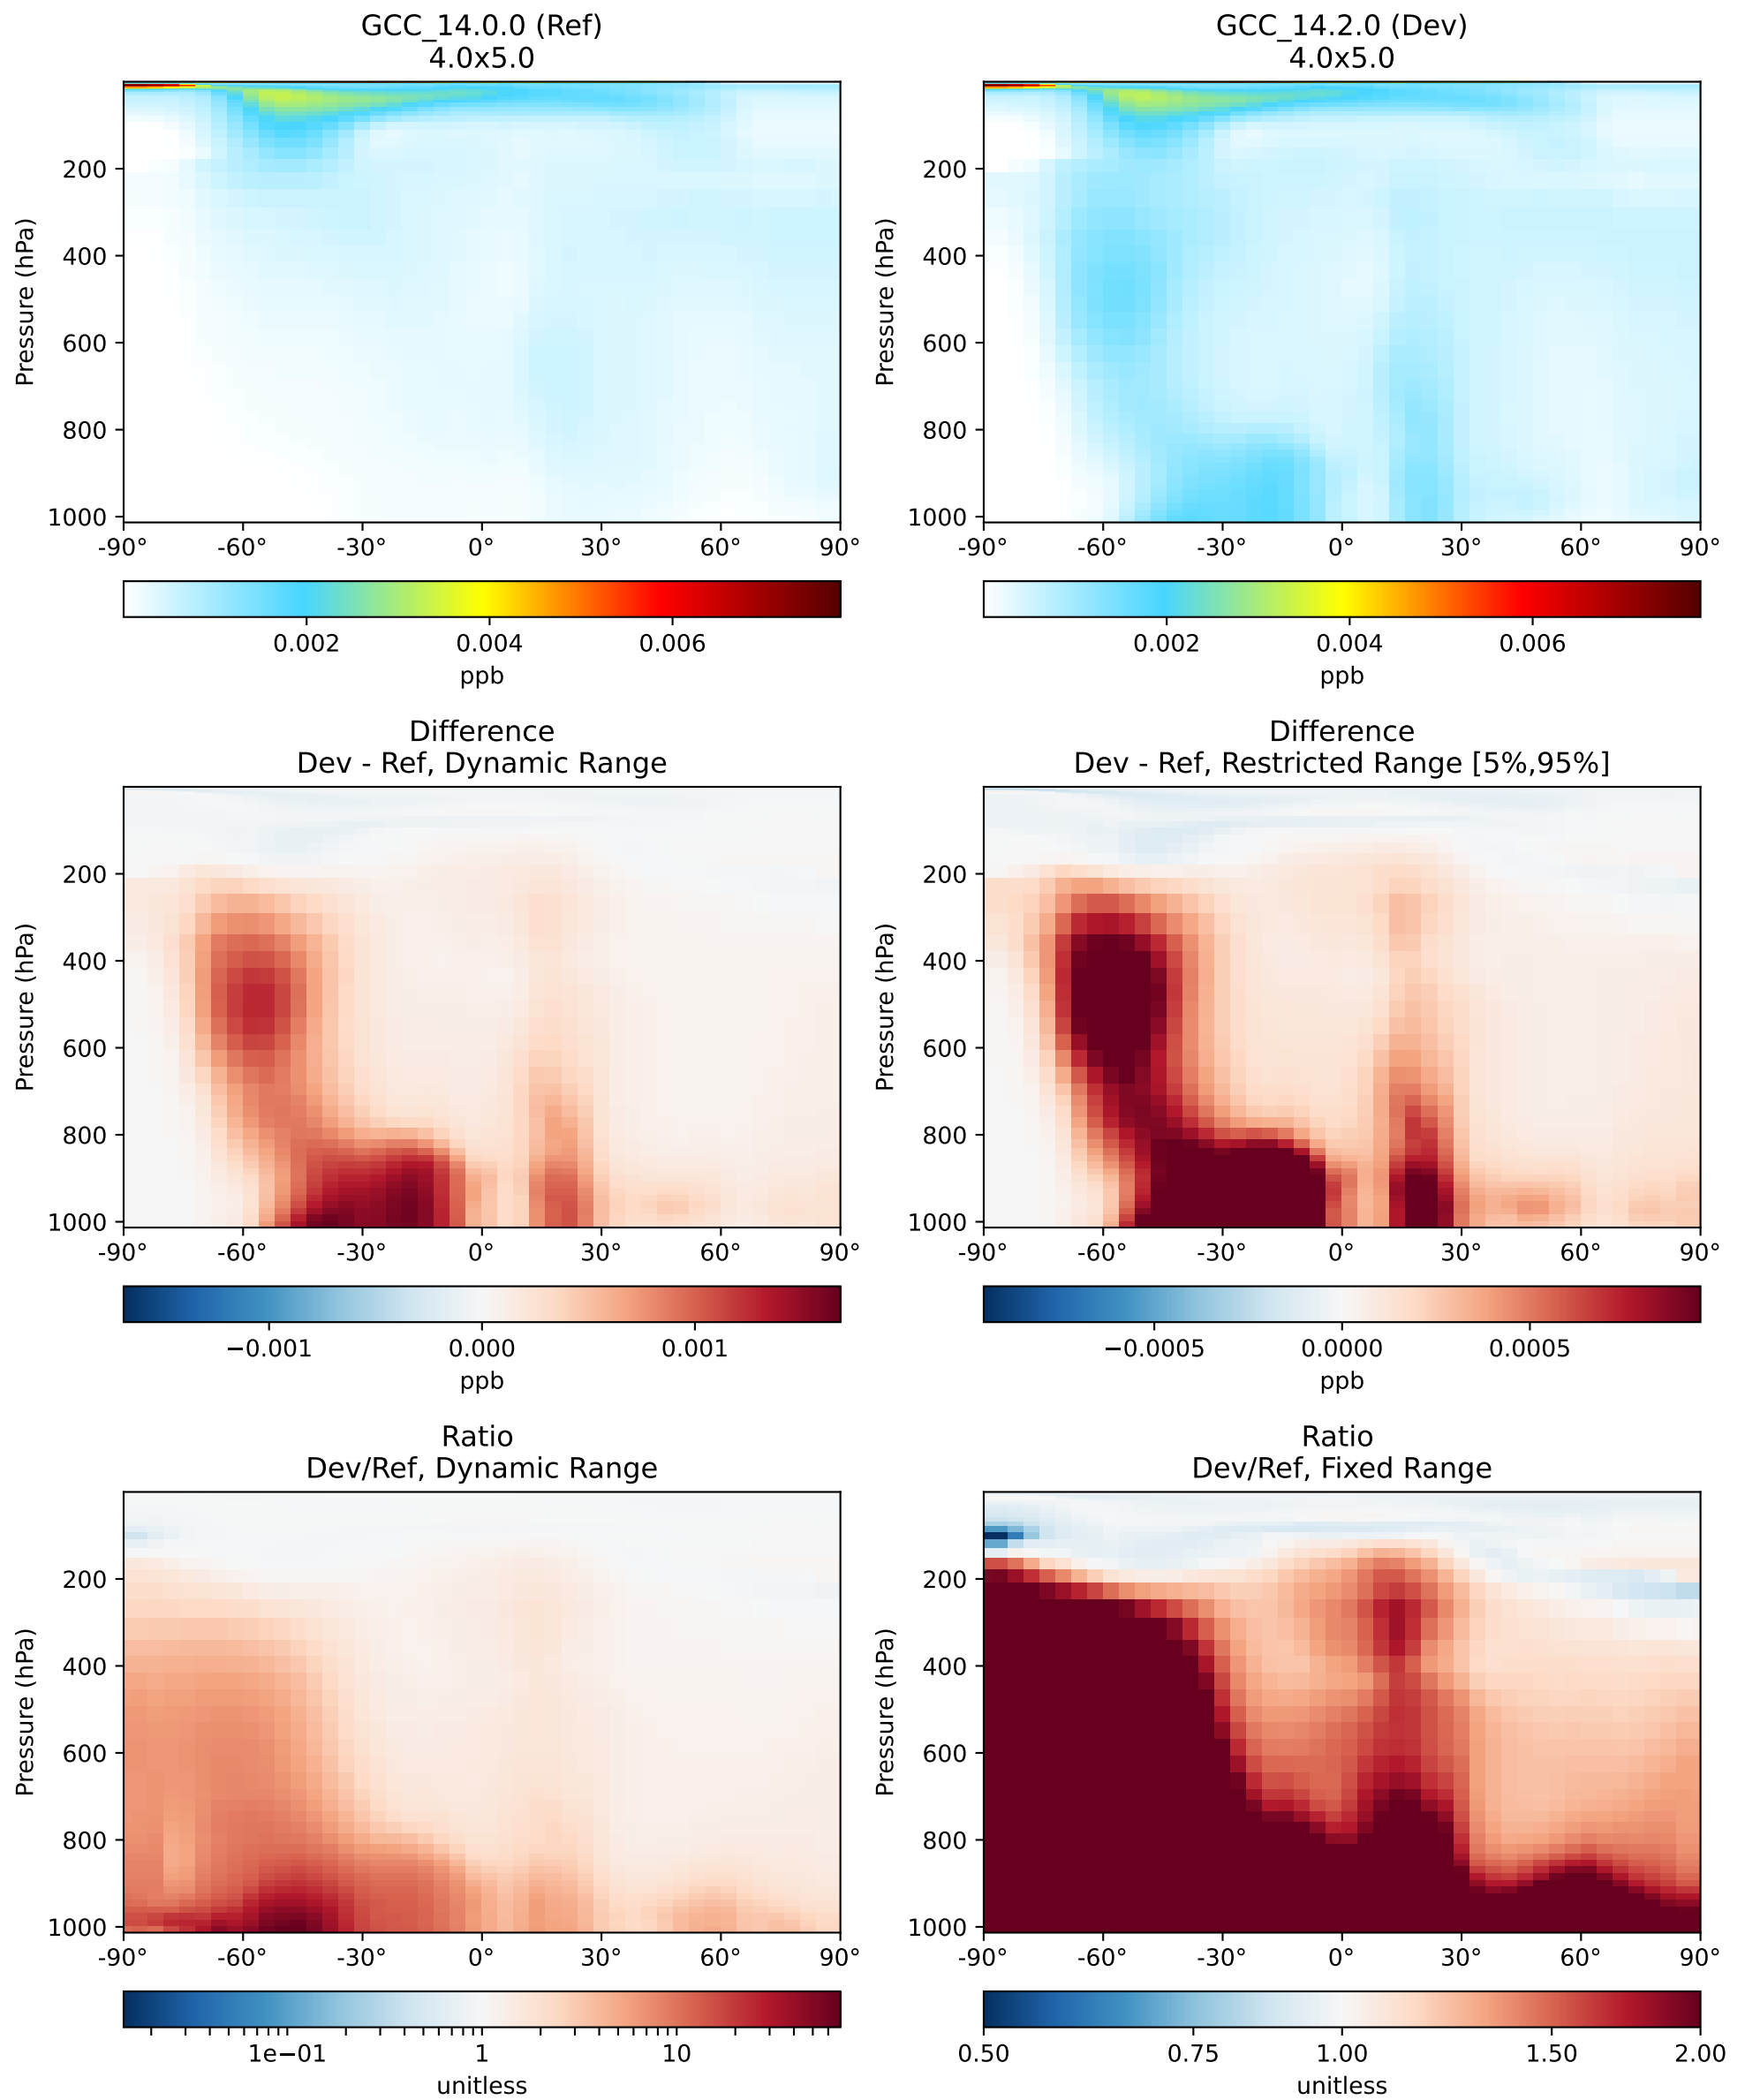 GCC_14.0.0 (Ref)
4.0x5.0
GCC_14.2.0 (Dev)
4.0x5.0
Pressure (hPa)
200
400
600
800
1000
-90° -60° -30° 0° 30° 60° 90°
0.002 0.004 0.006
ppb
Pressure (hPa)
200
400
600
800
1000
-90° -60° -30° 0° 30° 60° 90°
0.002 0.004 0.006
ppb
Difference
Dev - Ref, Dynamic Range
Difference
Dev - Ref, Restricted Range [5%,95%]
Pressure (hPa)
200
400
600
800
1000
-90° -60° -30° 0° 30° 60° 90°
−0.001 0.000 0.001
ppb
Pressure (hPa)
200
400
600
800
1000
-90° -60° -30° 0° 30° 60° 90°
−0.0005 0.0000 0.0005
ppb
Ratio
Dev/Ref, Dynamic Range
Ratio
Dev/Ref, Fixed Range
Pressure (hPa)
200
400
600
800
1000
-90° -60° -30° 0° 30° 60° 90°
1e−01 1 10
unitless
Pressure (hPa)
200
400
600
800
1000
-90° -60° -30° 0° 30° 60° 90°
0.50 0.75 1.00 1.50 2.00
unitless